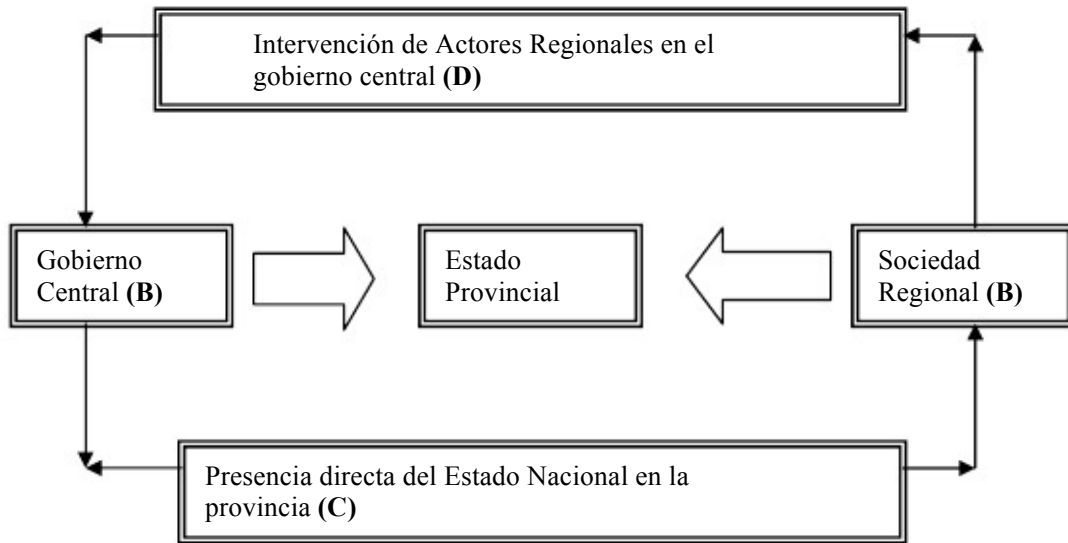 Intervención de Actores Regionales en el
gobierno central (D)
Gobierno
Central (B)
Estado
Provincial
Sociedad
Regional (B)
Presencia directa del Estado Nacional en la
provincia (C)